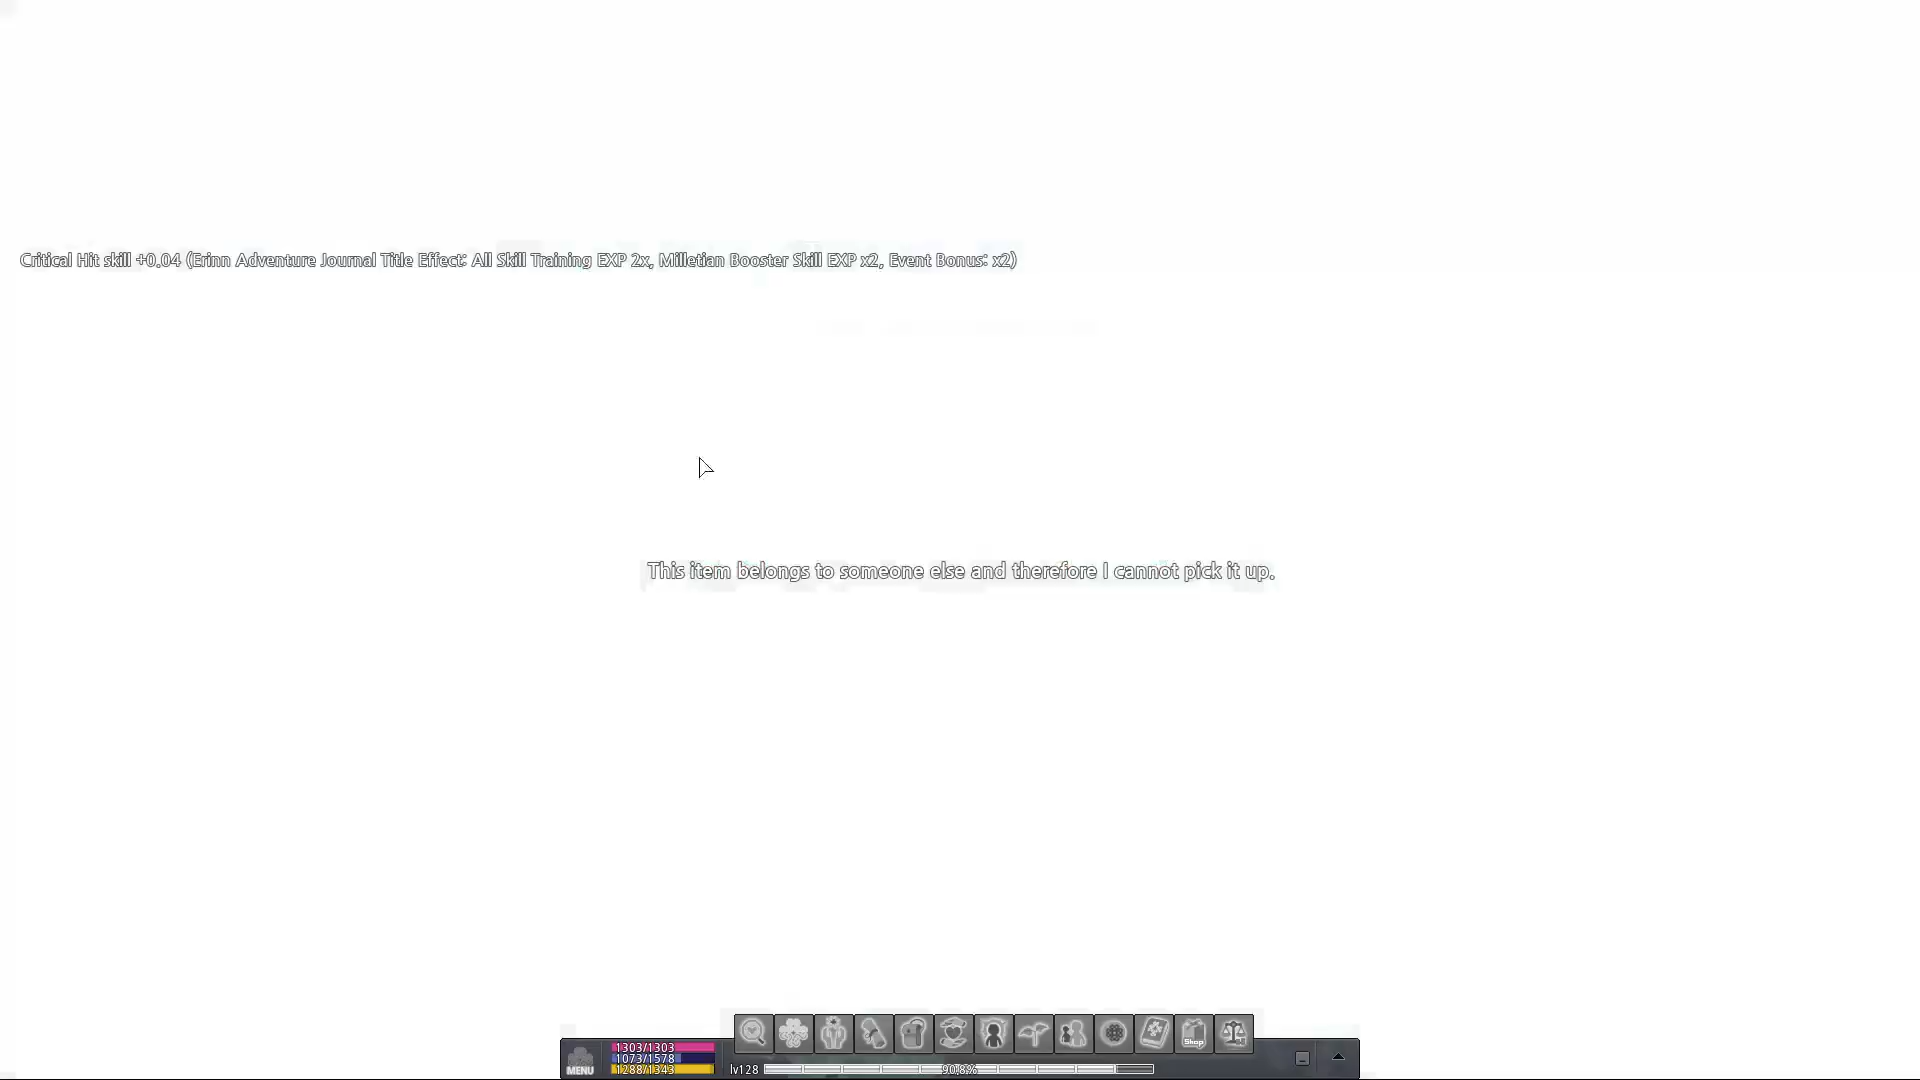 Critical Hit skill +0.04 (Erinn Adventure Journal Title Effect: All Skill Training EXP 2x, Milletian Booster Skill EXP x2, Event Bonus: x2)
This item belongs to someone else and therefore I cannot pick it up.
Shop
MENU
1303/1303
1073/1578
1288/1343
lv128
90.8%